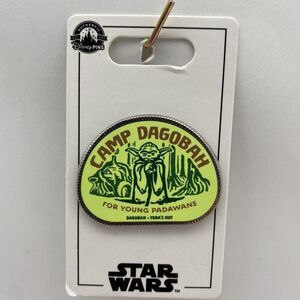 Disney PINS
CAMP DAGOBAH
FOR YOUNG PADAWANS
DAGOBAH • YODA'S HUT
STAR
WARS